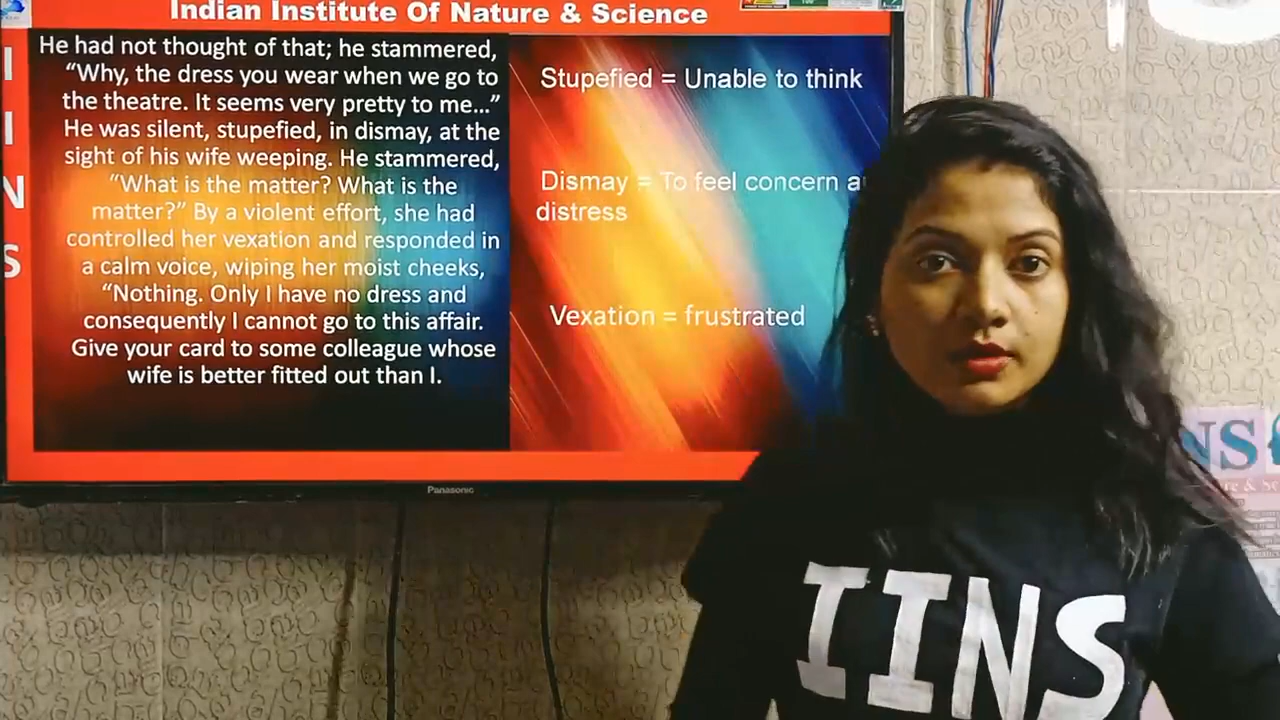 Indian Institute Of Nature & Science
I
I
N
S
He had not thought of that; he stammered,
“Why, the dress you wear when we go to
the theatre. It seems very pretty to me...”
He was silent, stupefied, in dismay, at the
sight of his wife weeping. He stammered,
“What is the matter? What is the
matter?” By a violent effort, she had
controlled her vexation and responded in
a calm voice, wiping her moist cheeks,
“Nothing. Only I have no dress and
consequently I cannot go to this affair.
Give your card to some colleague whose
wife is better fitted out than I.
Stupefied = Unable to think
Dismay = To feel concern
distress
Vexation = frustrated
Panasonic
IINS
NS